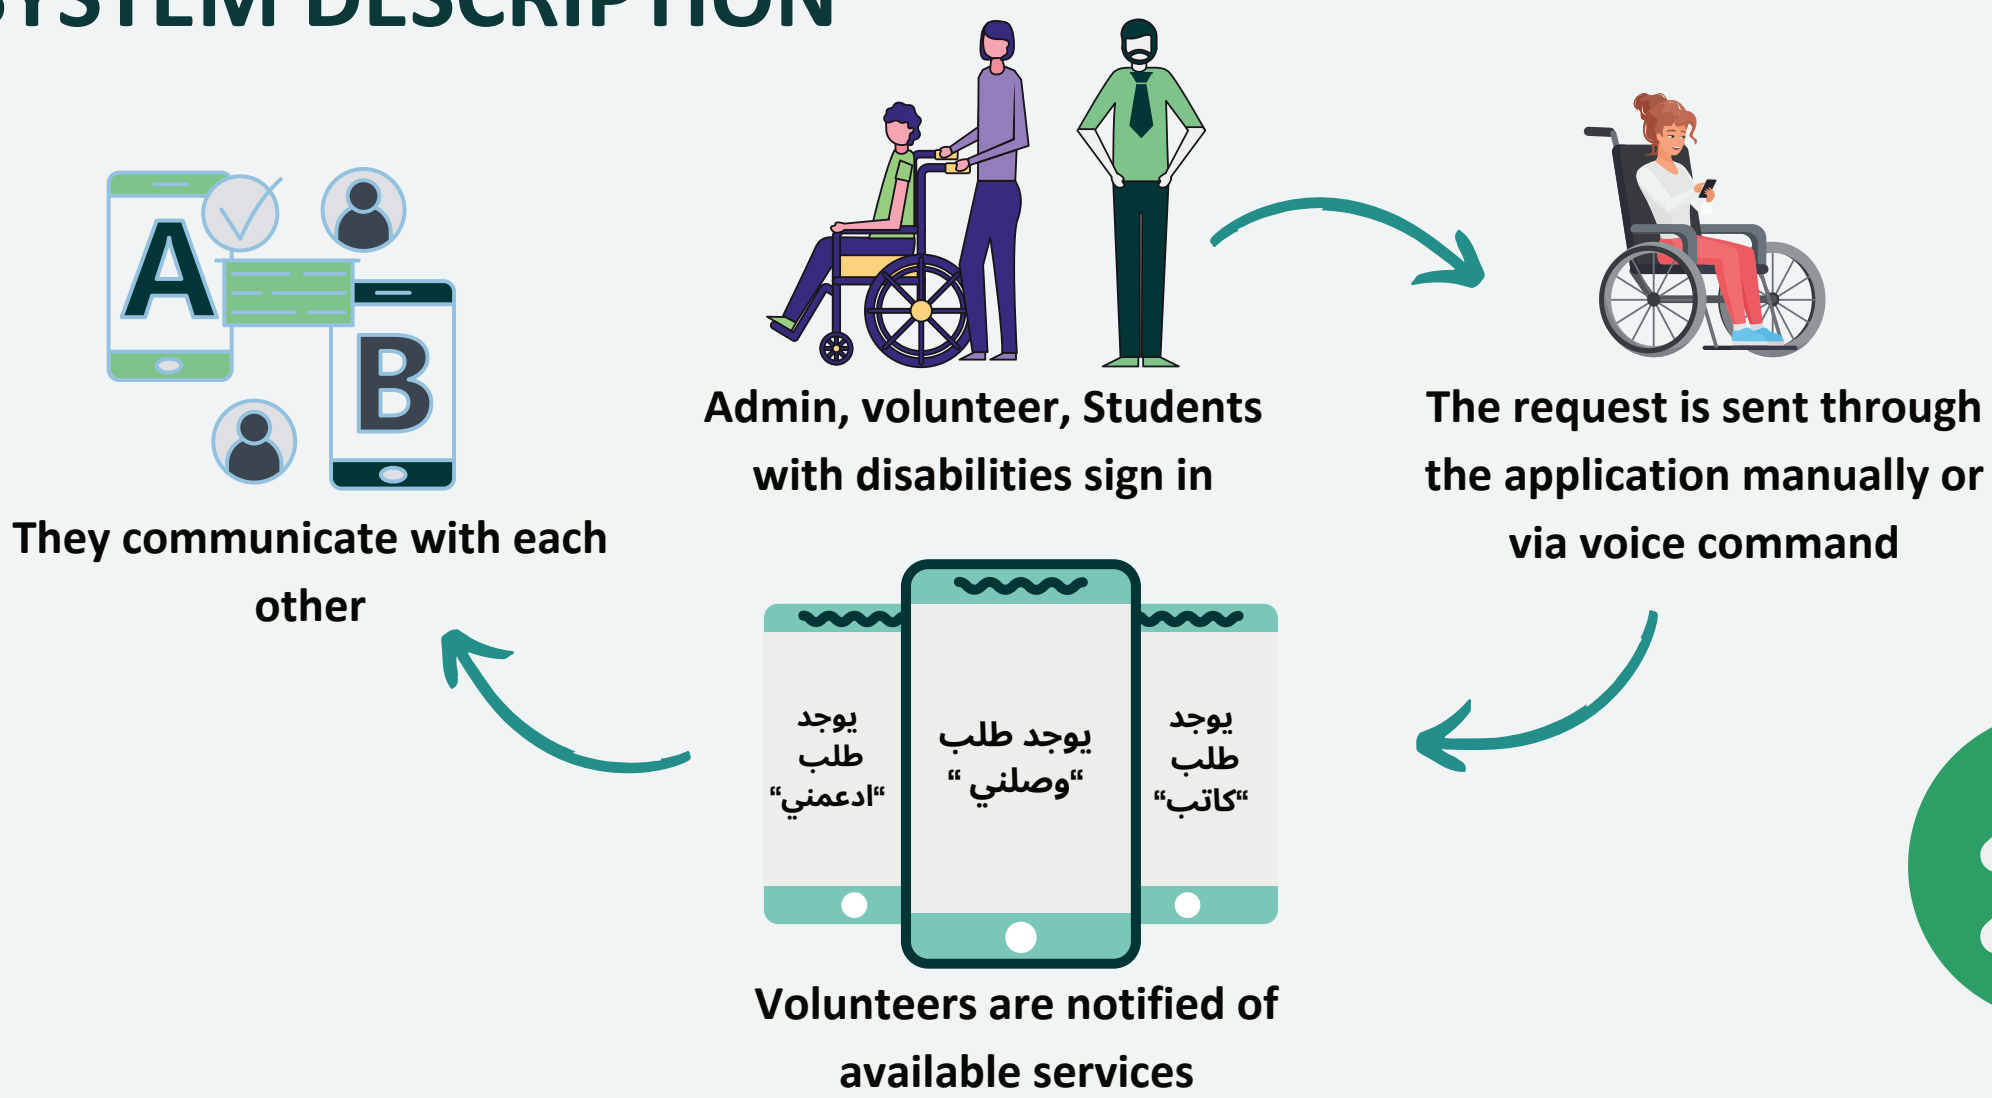 SYSTEM DESCRIPTION
A
B
They communicate with each
other
Admin, volunteer, Students
with disabilities sign in
The request is sent through
the application manually or
via voice command
يوجد
طلب
“ادعمني“
يوجد طلب
“وصلني “
يوجد
طلب
“كاتب“
Volunteers are notified of
available services